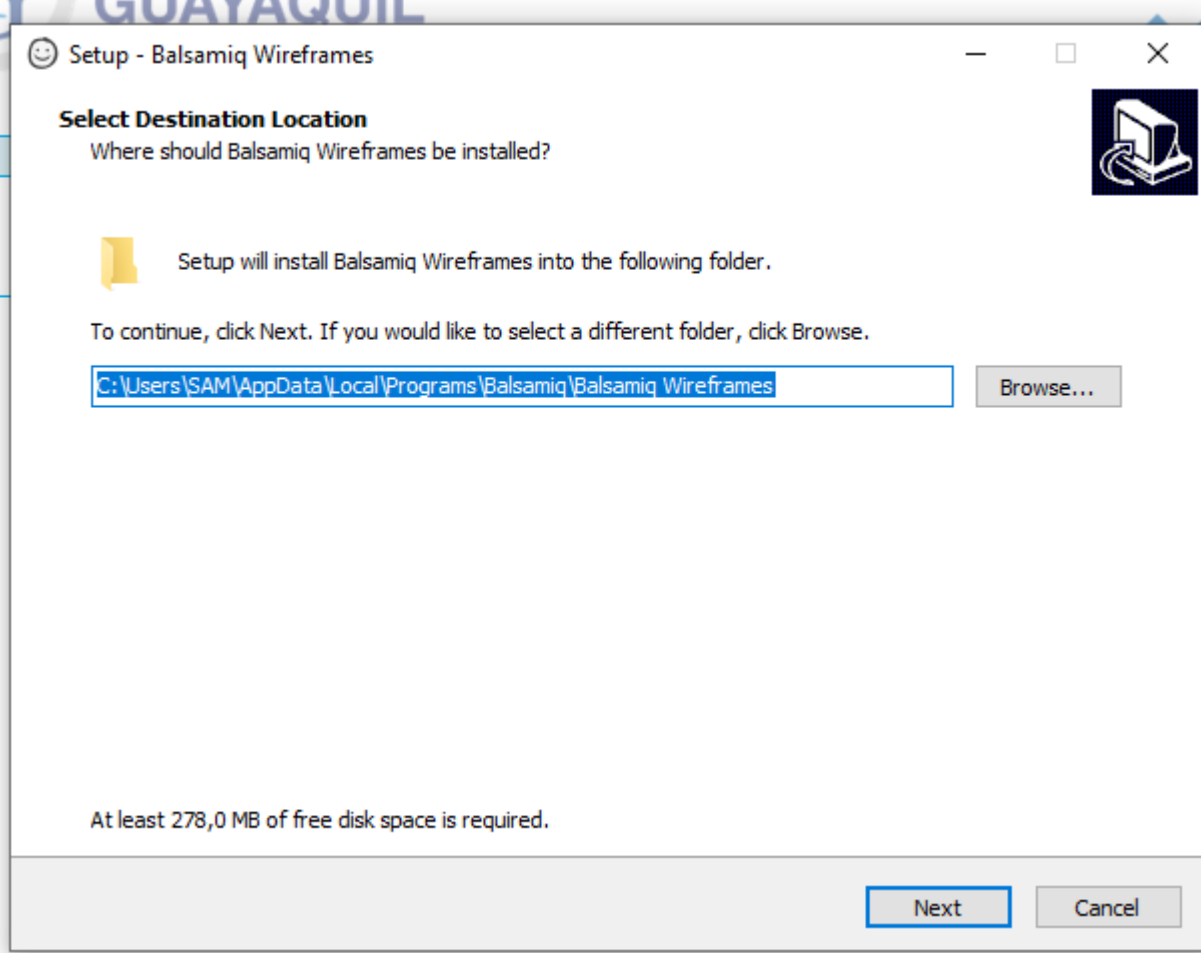 GUAYAQUIL
Setup - Balsamiq Wireframes
Select Destination Location
Where should Balsamiq Wireframes be installed?
Setup will install Balsamiq Wireframes into the following folder.
To continue, click Next. If you would like to select a different folder, click Browse.
C:\Users\SAM\AppData\Local\Programs\Balsamiq\Balsamiq Wireframes
Browse...
At least 278,0 MB of free disk space is required.
Next
Cancel